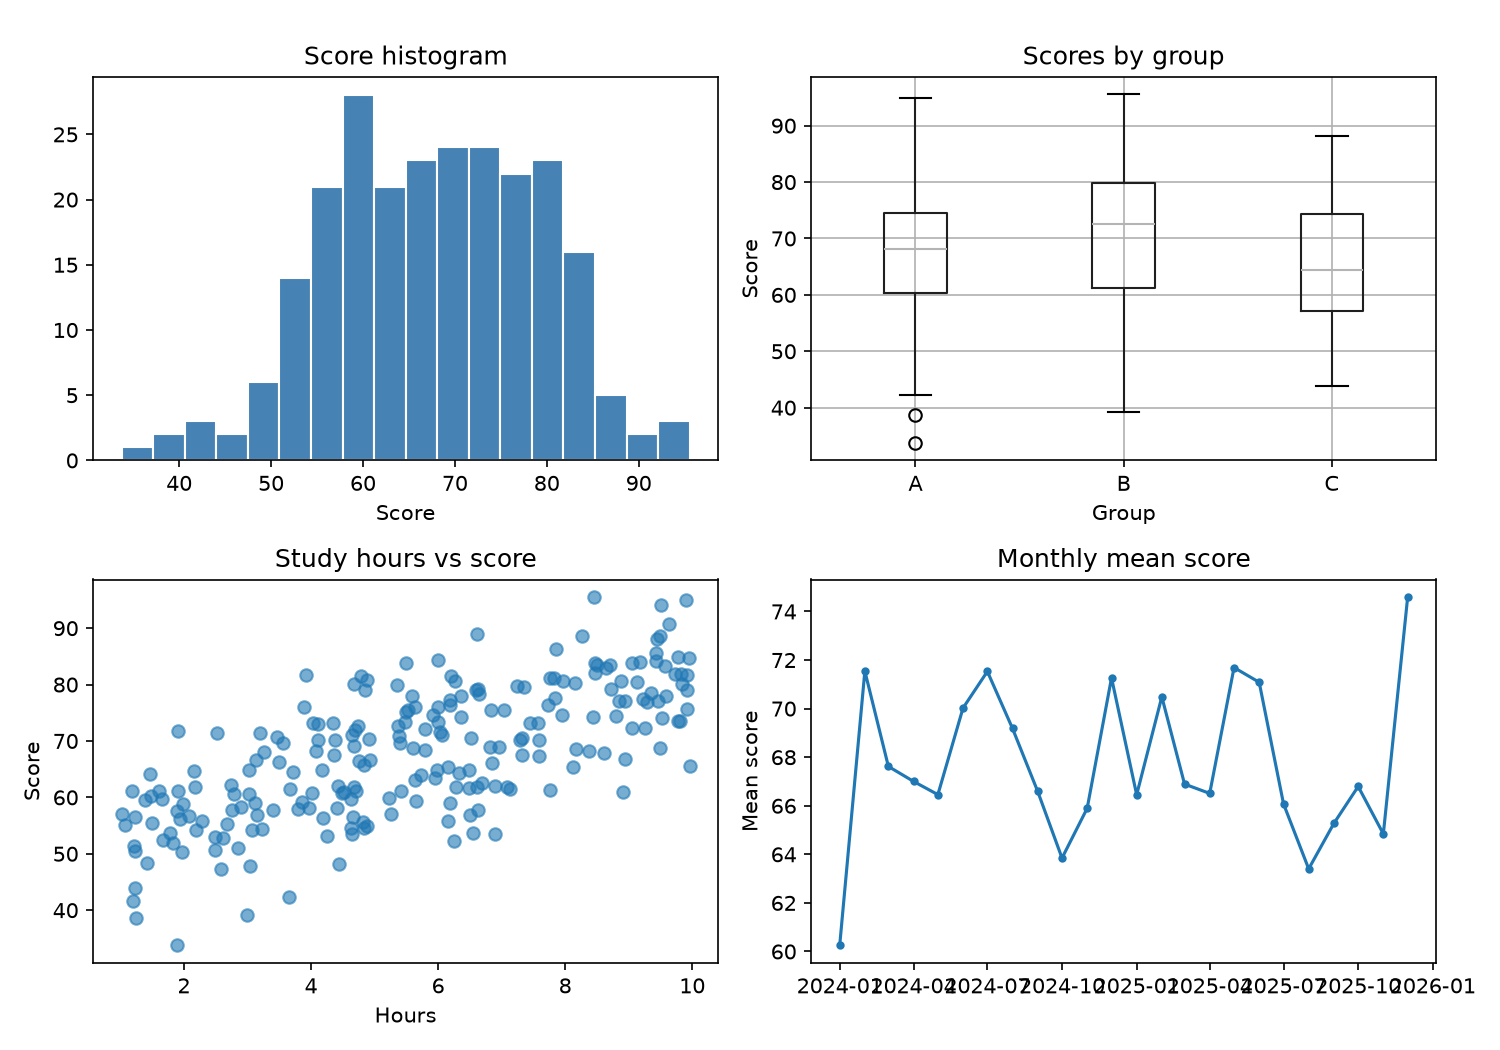 Score histogram
25
20
15
10
5
0
40 50 60 70 80 90
Score
Scores by group
Score
90
80
70
60
50
40
A B C
Group
Study hours vs score
Score
90
80
70
60
50
40
2 4 6 8 10
Hours
Monthly mean score
Mean score
74
72
70
68
66
64
62
60
2024-01 2024-04 2024-07 2024-10 2025-01 2025-04 2025-07 2025-10 2026-01